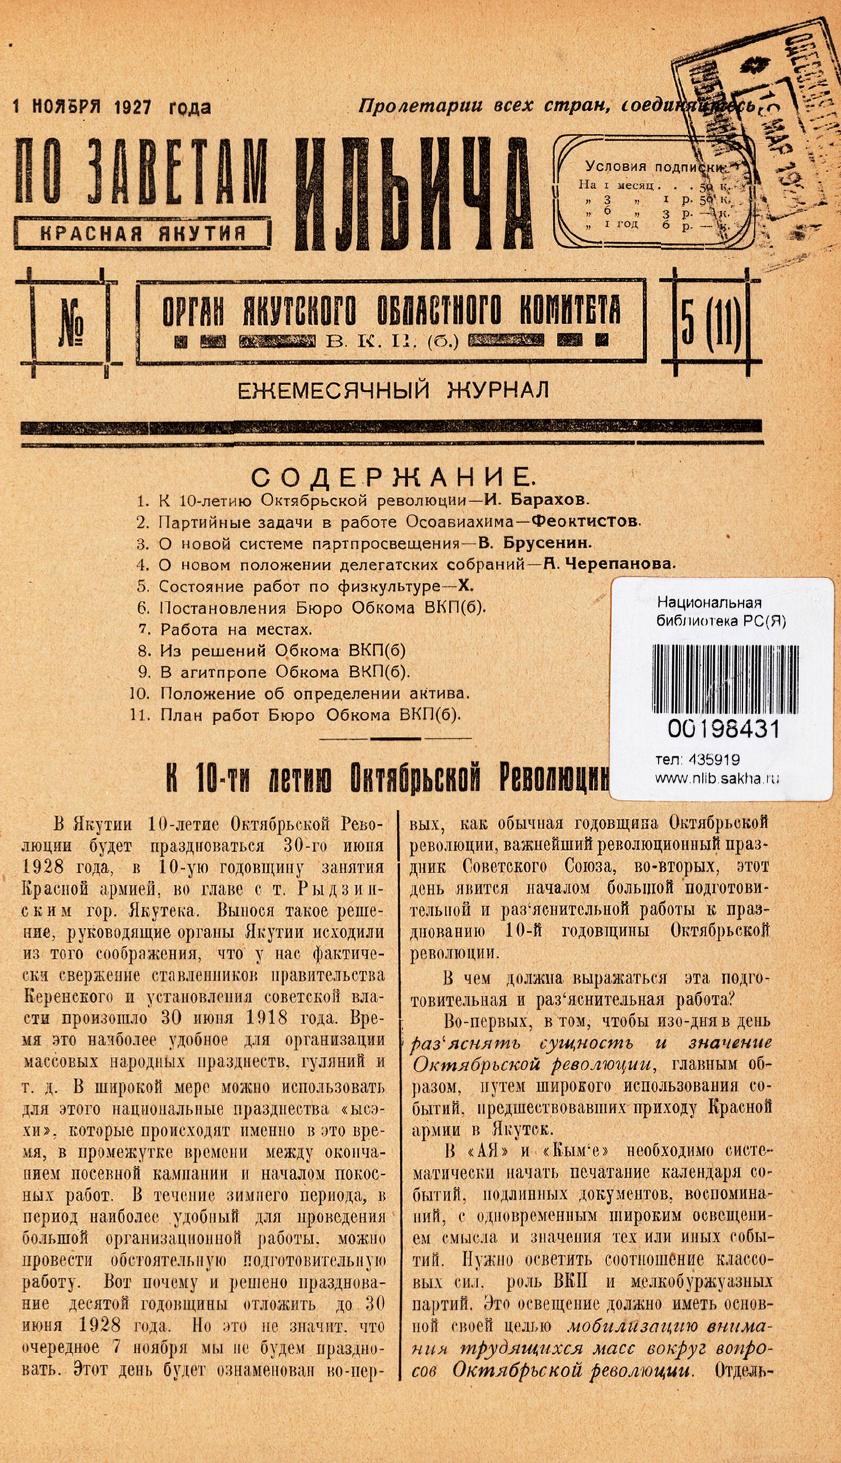 1 НОЯБРЯ 1927 года
Пролетарии всех стран, соединяйтесь.
ПО ЗАВЕТАМ ИЛЬИЧА
КРАСНАЯ ЯКУТИЯ
Условия подписки:
На 1 месяц . . . 50 к.
„ 3 „ 1 р. 50 к.
„ 6 „ 3 р. — к.
„ 1 год 6 р. — к.
№
ОРГАН ЯКУТСКОГО ОБЛАСТНОГО КОМИТЕТА
В. К. П. (б.)
5 (11)
ЕЖЕМЕСЯЧНЫЙ ЖУРНАЛ
СОДЕРЖАНИЕ.
1. К 10-летию Октябрьской революции—И. Барахов.
2. Партийные задачи в работе Осоавиахима—Феоктистов.
3. О новой системе партпросвещения—В. Брусенин.
4. О новом положении делегатских собраний—А. Черепанова.
5. Состояние работ по физкультуре—Х.
6. Постановления Бюро Обкома ВКП(б).
7. Работа на местах.
8. Из решений Обкома ВКП(б)
9. В агитпропе Обкома ВКП(б).
10. Положение об определении актива.
11. План работ Бюро Обкома ВКП(б).
Национальная
библиотека РС(Я)
00198431
тел: 435919
www.nlib.sakha.ru
К 10-ти летию Октябрьской Революции
В Якутии 10-летие Октябрьской Рево-
люции будет праздноваться 30-го июня
1928 года, в 10-ую годовщину занятия
Красной армией, во главе с т. Рыдзин-
ским гор. Якутска. Вынося такое реше-
ние, руководящие органы Якутии исходили
из того соображения, что у нас фактиче-
ски свержение ставленников правительства
Керенского и установления советской вла-
сти произошло 30 июня 1918 года. Вре-
мя это наиболее удобное для организации
массовых народных празднеств, гуляний и
т. д. В широкой мере можно использовать
для этого национальные празднества «ысэ-
хи», которые происходят именно в это вре-
мя, в промежутке времени между оконча-
нием посевной кампании и началом покос-
ных работ. В течение зимнего периода, в
период наиболее удобный для проведения
большой организационной работы, можно
провести обстоятельную подготовительную
работу. Вот почему и решено празднова-
ние десятой годовщины отложить до 30
июня 1928 года. Но это не значит, что
очередное 7 ноября мы не будем праздно-
вать. Этот день будет ознаменован во-пер-
вых, как обычная годовщина Октябрьской
революции, важнейший революционный праз-
дник Советского Союза, во-вторых, этот
день явится началом большой подготови-
тельной и раз‘яснительной работы к праз-
днованию 10-й годовщины Октябрьской
революции.
В чем должна выражаться эта подго-
товительная и раз‘яснительная работа?
Во-первых, в том, чтобы изо-дня в день
раз‘яснять сущность и значение
Октябрьской революции, главным об-
разом, путем широкого использования со-
бытий, предшествовавших приходу Красной
армии в Якутск.
В «АЯ» и «Кым‘е» необходимо систе-
матически начать печатание календаря со-
бытий, подлинных документов, воспомина-
ний, с одновременным широким освещени-
ем смысла и значения тех или иных собы-
тий. Нужно осветить соотношение классо-
вых сил, роль ВКП и мелкобуржуазных
партий. Это освещение должно иметь основ-
ной своей целью мобилизацию внима-
ния трудящихся масс вокруг вопро-
сов Октябрьской революции. Отдель-